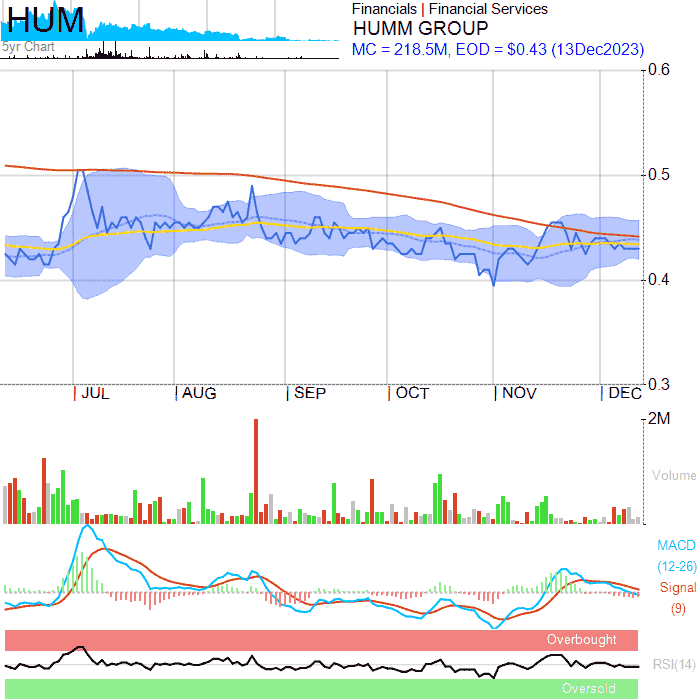 HUM
5yr Chart
Financials | Financial Services
HUMM GROUP
MC = 218.5M, EOD = $0.43 (13Dec2023)
0.6
0.5
0.4
0.3
| JUL | AUG | SEP | OCT | NOV | DEC
2M
Volume
MACD
(12-26)
Signal
(9)
Overbought
RSI(14)
Oversold